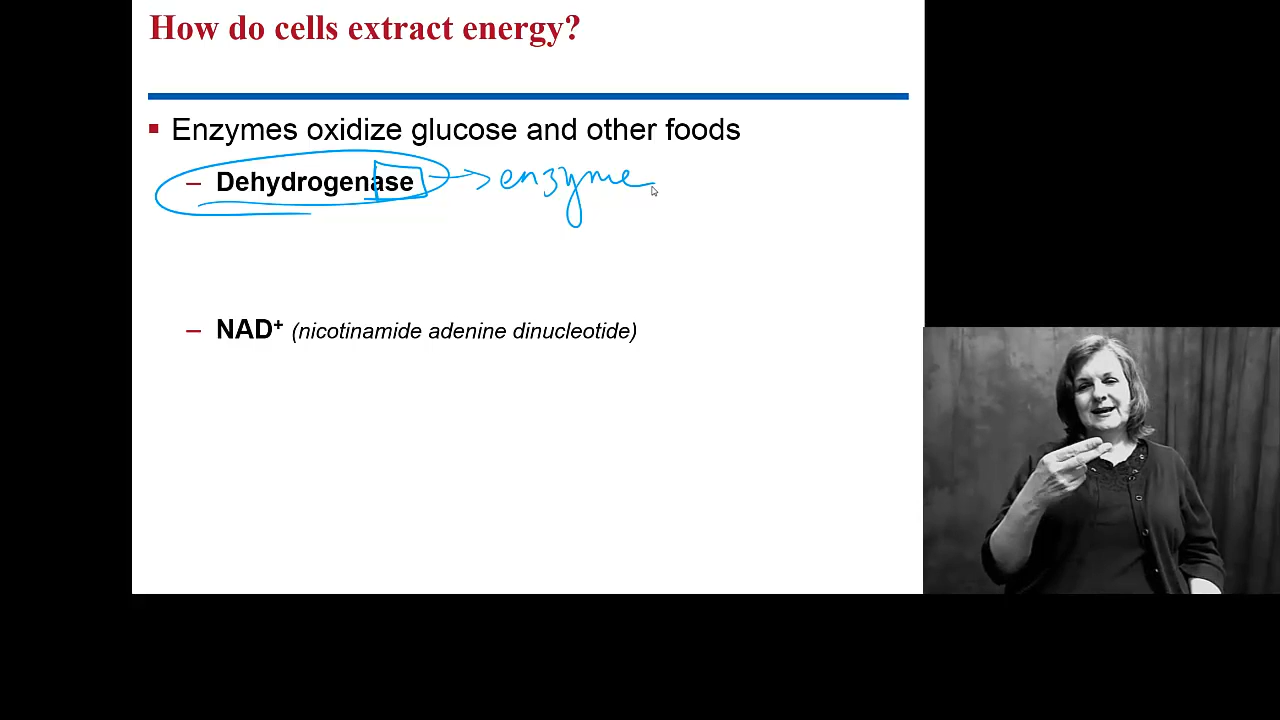 How do cells extract energy?
Enzymes oxidize glucose and other foods
– Dehydrogenase → enzyme
– NAD⁺ (nicotinamide adenine dinucleotide)